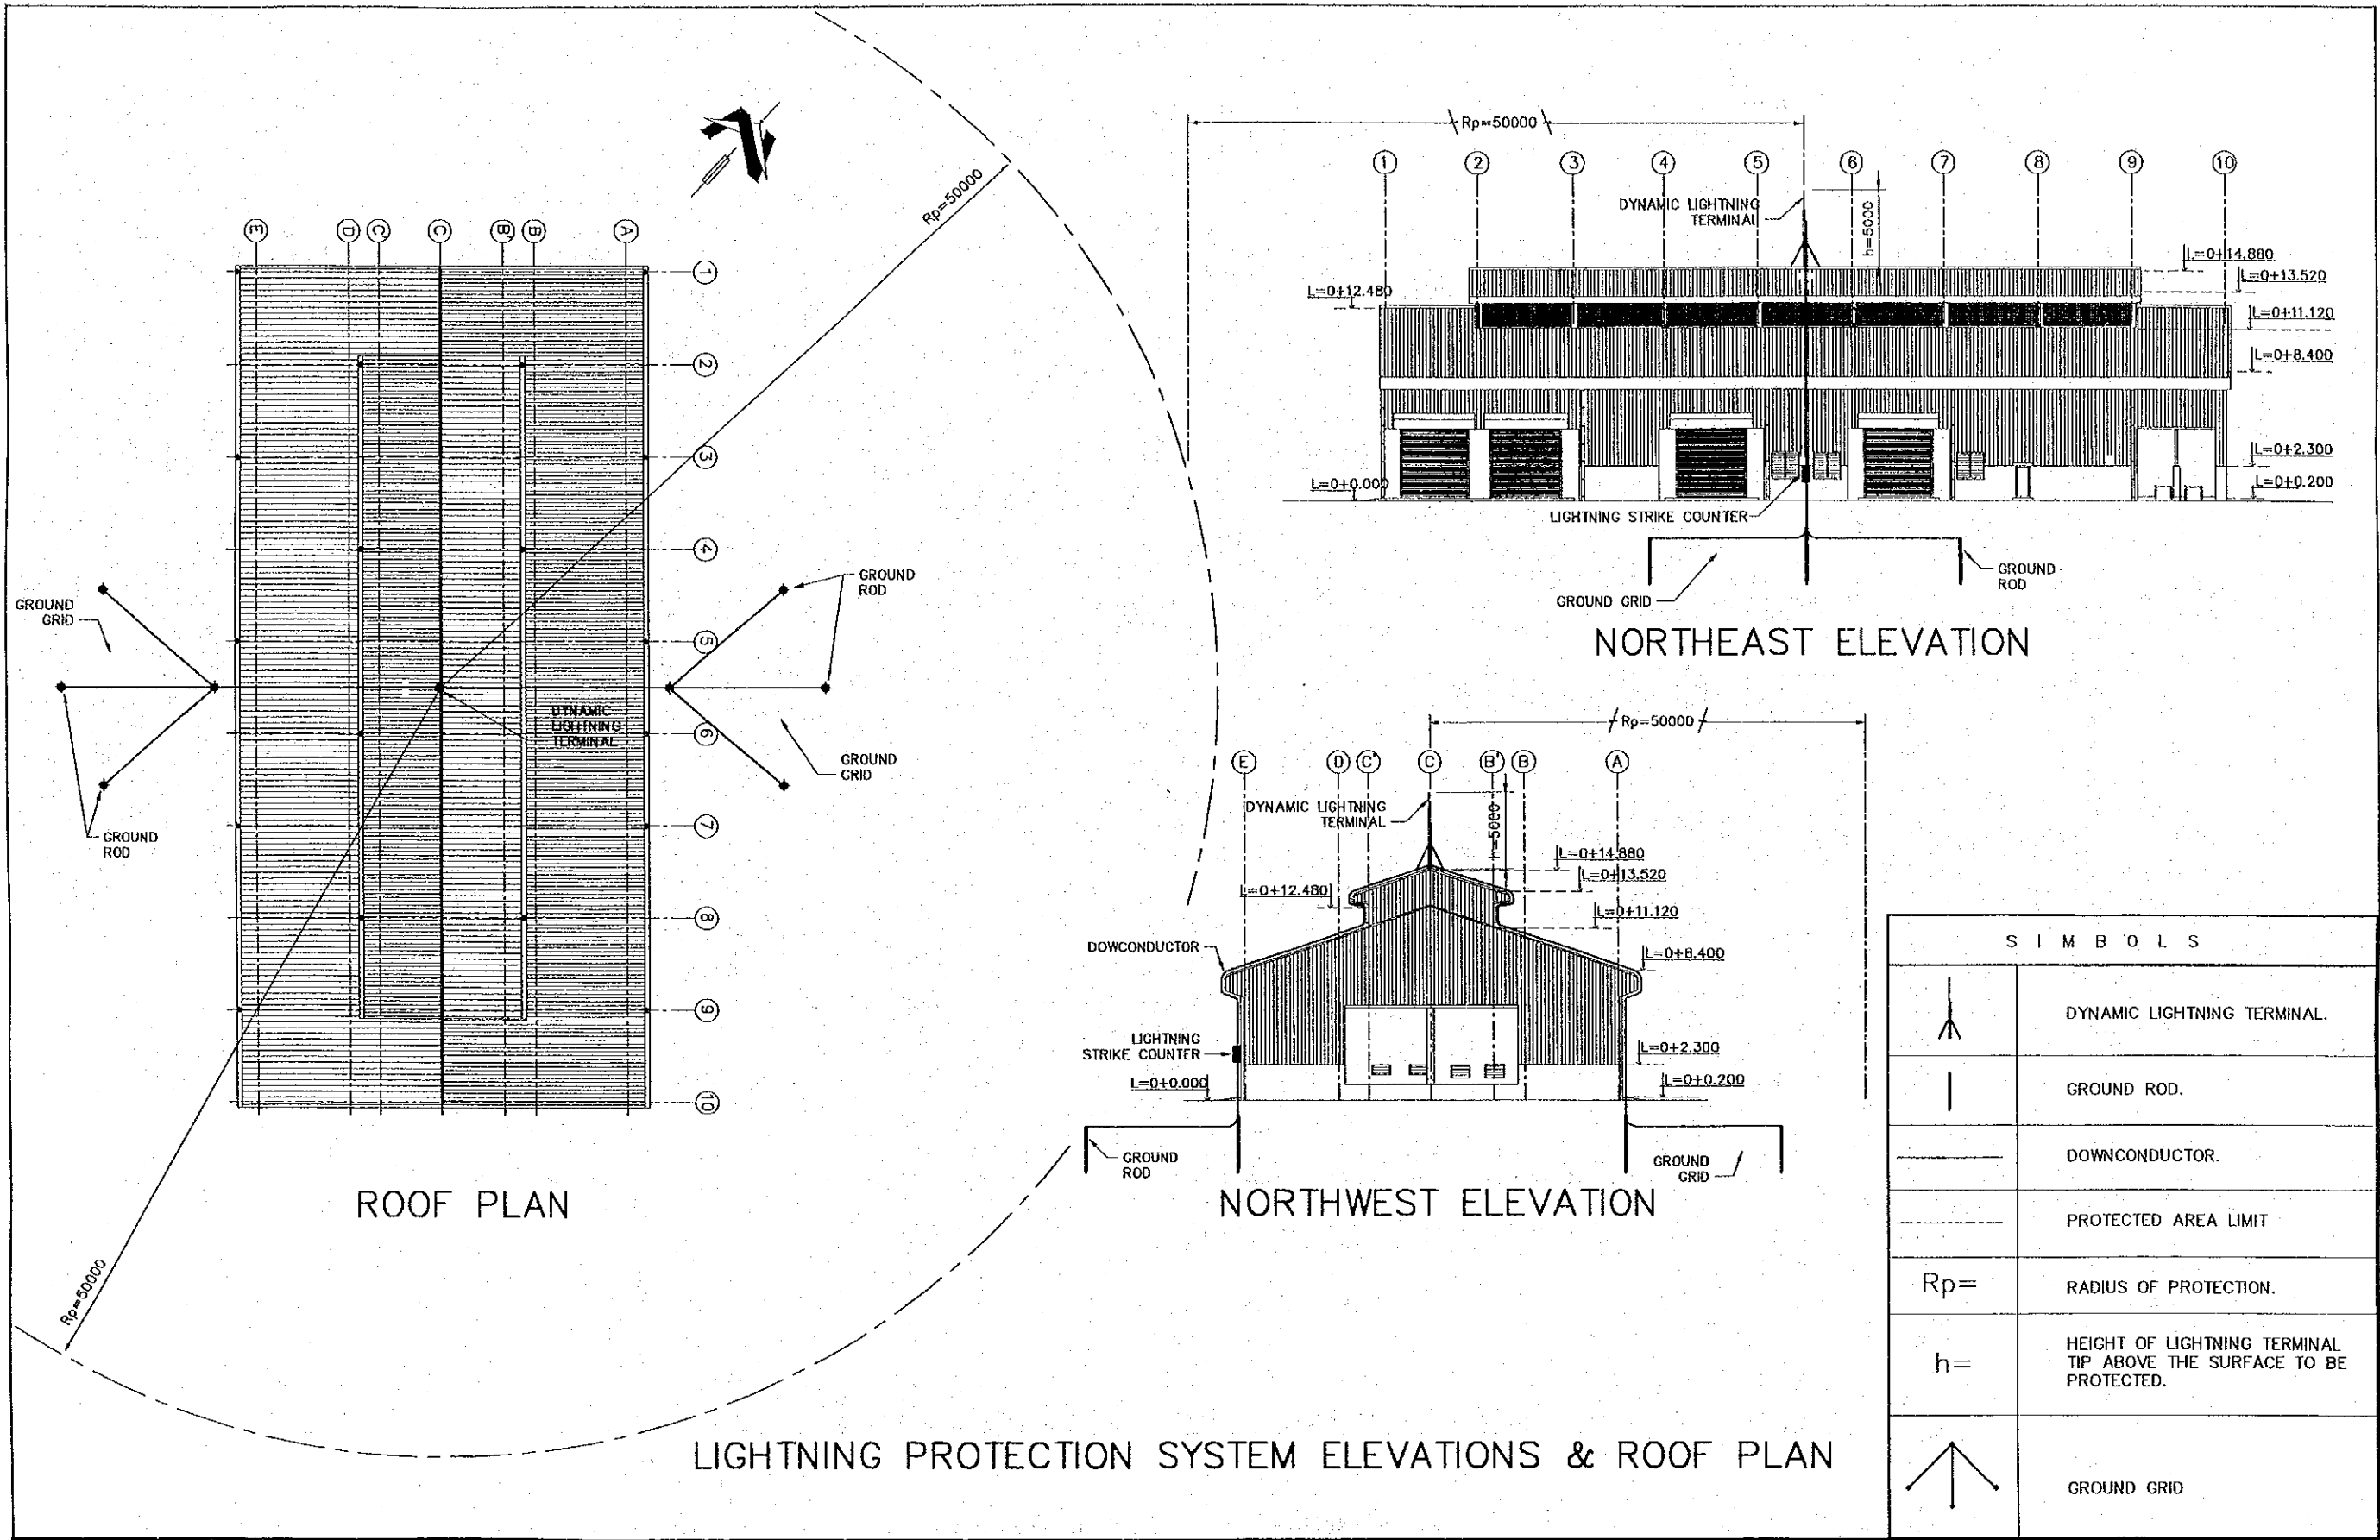 Rp=50000
E
D
C'
C
B'
B
A
1
2
3
4
5
6
7
8
9
10
GROUND
GRID
GROUND
ROD
GROUND
ROD
DYNAMIC
LIGHTNING
TERMINAL
GROUND
GRID
Rp=50000
ROOF PLAN
Rp=50000
1
2
3
4
5
6
7
8
9
10
DYNAMIC LIGHTNING
TERMINAL
h=5000
L=0+14.880
L=0+13.520
L=0+12.480
L=0+11.120
L=0+8.400
L=0+2.300
L=0+0.000
L=0+0.200
LIGHTNING STRIKE COUNTER
GROUND
ROD
GROUND GRID
NORTHEAST ELEVATION
Rp=50000
E
D
C'
C
B'
B
A
DYNAMIC LIGHTNING
TERMINAL
h=5000
L=0+14.880
L=0+13.520
L=0+12.480
L=0+11.120
DOWCONDUCTOR
L=0+8.400
LIGHTNING
STRIKE COUNTER
L=0+2.300
L=0+0.000
L=0+0.200
GROUND
ROD
GROUND
GRID
NORTHWEST ELEVATION
SIMBOLS
DYNAMIC LIGHTNING TERMINAL.
GROUND ROD.
DOWNCONDUCTOR.
PROTECTED AREA LIMIT
Rp= RADIUS OF PROTECTION.
h= HEIGHT OF LIGHTNING TERMINAL
TIP ABOVE THE SURFACE TO BE
PROTECTED.
GROUND GRID
LIGHTNING PROTECTION SYSTEM ELEVATIONS & ROOF PLAN